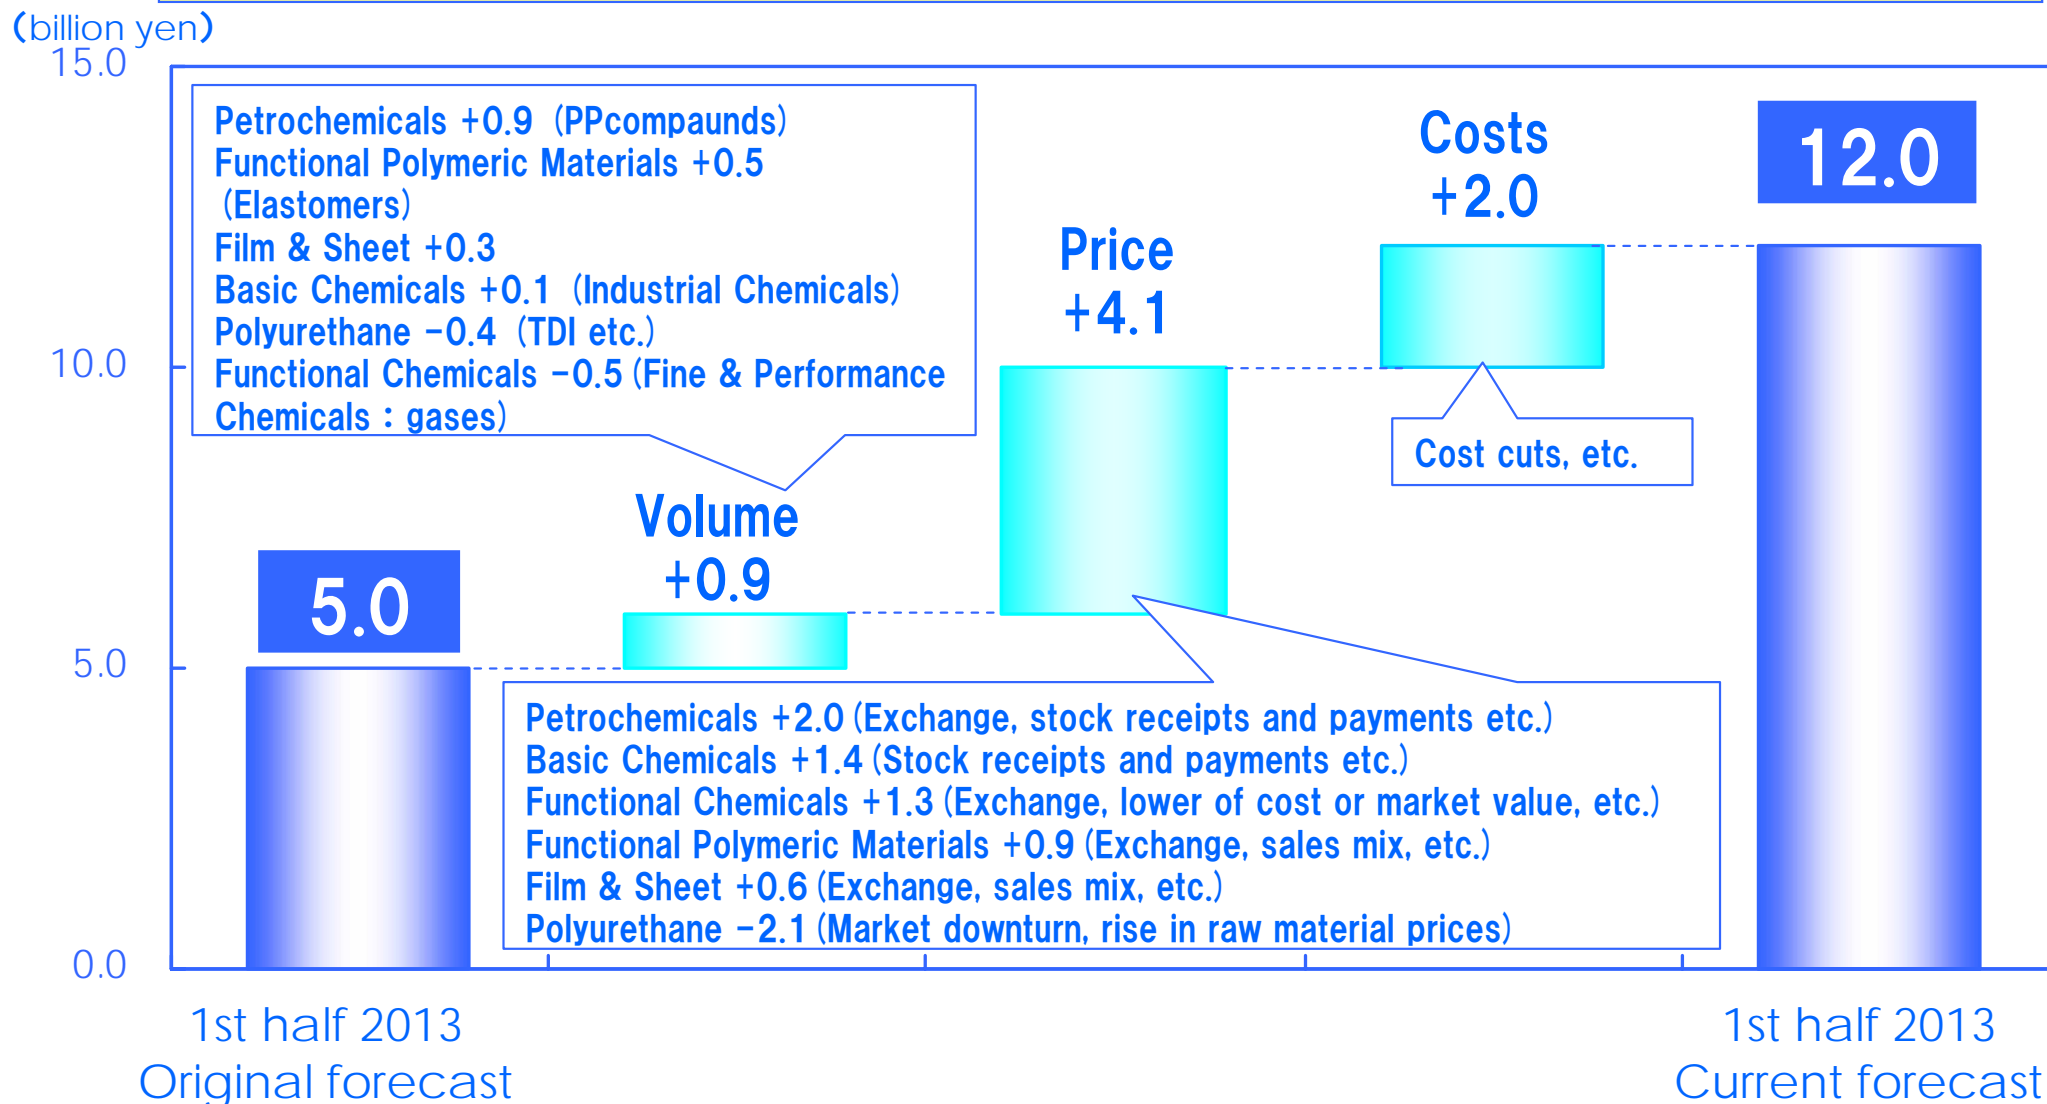 (billion yen)
15.0
10.0
5.0
0.0
Petrochemicals +0.9 (PPcompaunds)
Functional Polymeric Materials +0.5
(Elastomers)
Film & Sheet +0.3
Basic Chemicals +0.1 (Industrial Chemicals)
Polyurethane -0.4 (TDI etc.)
Functional Chemicals -0.5 (Fine & Performance
Chemicals : gases)
5.0
Volume
+0.9
Price
+4.1
Costs
+2.0
12.0
Cost cuts, etc.
Petrochemicals +2.0 (Exchange, stock receipts and payments etc.)
Basic Chemicals +1.4 (Stock receipts and payments etc.)
Functional Chemicals +1.3 (Exchange, lower of cost or market value, etc.)
Functional Polymeric Materials +0.9 (Exchange, sales mix, etc.)
Film & Sheet +0.6 (Exchange, sales mix, etc.)
Polyurethane -2.1 (Market downturn, rise in raw material prices)
1st half 2013
Original forecast
1st half 2013
Current forecast